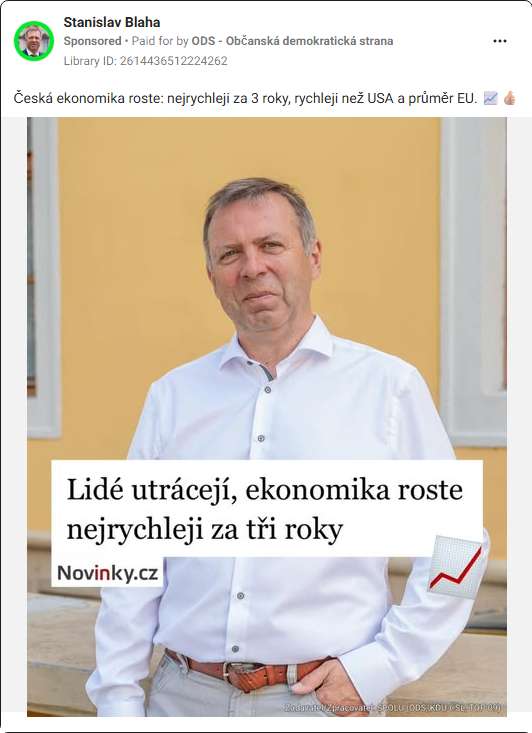 Stanislav Blaha
Sponsored • Paid for by ODS - Občanská demokratická strana
Library ID: 2614436512224262
Česká ekonomika roste: nejrychleji za 3 roky, rychleji než USA a průměr EU. 📈 👍🏼
Lidé utrácejí, ekonomika roste
nejrychleji za tři roky
Novinky.cz
Zadavatel/Zpracovatel: SPOLU (ODS, KDU-ČSL, TOP 09)